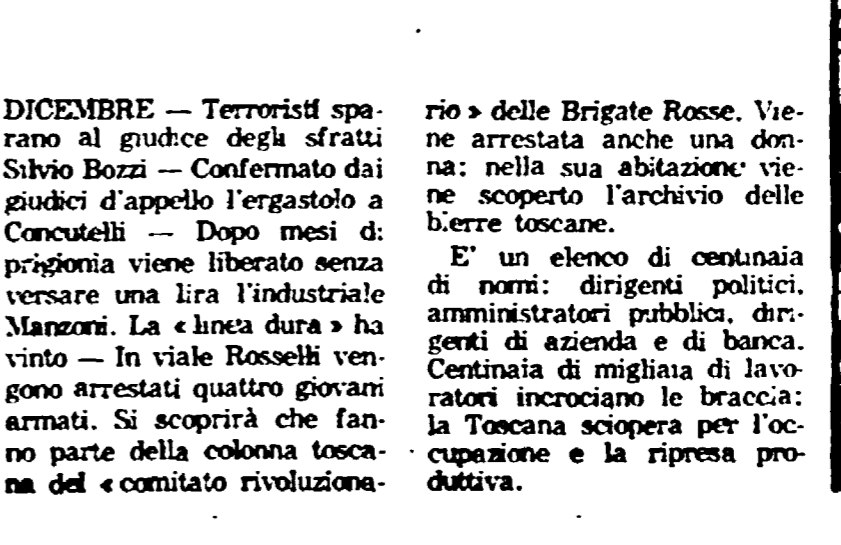 DICEMBRE — Terroristi spa-
rano al giudice degli sfratti
Silvio Bozzi — Confermato dai
giudici d'appello l'ergastolo a
Concutelli — Dopo mesi di
prigionia viene liberato senza
versare una lira l'industriale
Manzoni. La « linea dura » ha
vinto — In viale Rosselli ven-
gono arrestati quattro giovani
armati. Si scoprirà che fan-
no parte della colonna tosca-
na del « comitato rivoluziona-
rio » delle Brigate Rosse. Vie-
ne arrestata anche una don-
na: nella sua abitazione vie-
ne scoperto l'archivio delle
bierre toscane.
E' un elenco di centinaia
di nomi: dirigenti politici,
amministratori pubblici, diri-
genti di azienda e di banca.
Centinaia di migliaia di lavo-
ratori incrociano le braccia:
la Toscana sciopera per l'oc-
cupazione e la ripresa pro-
duttiva.